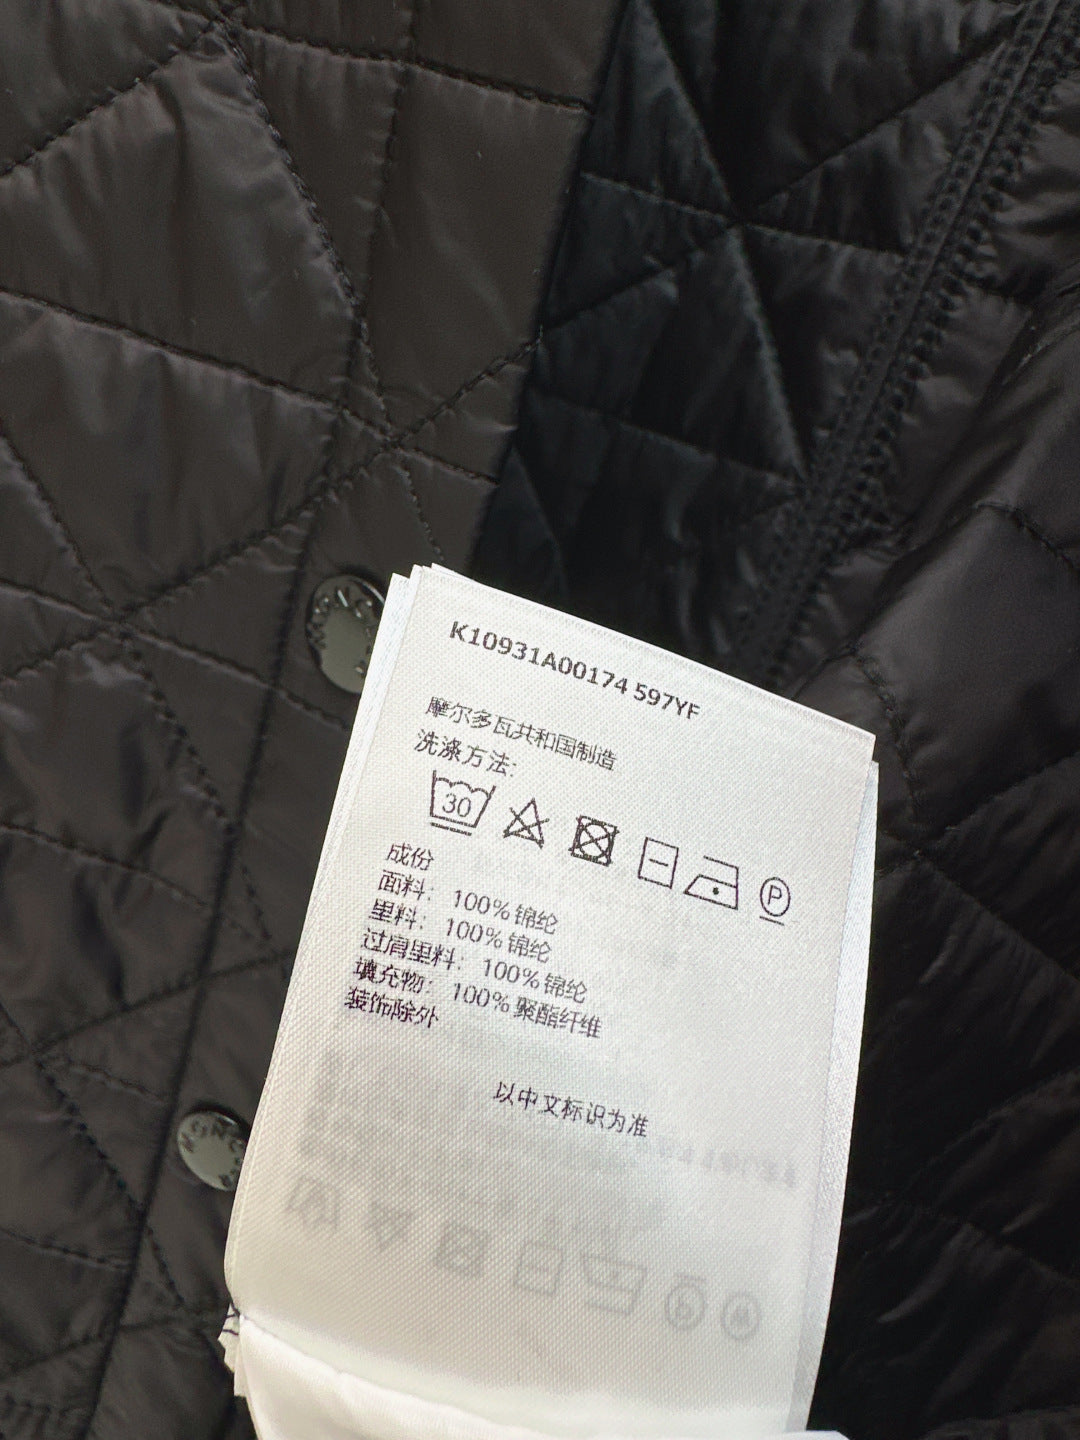 K10931A00174 597YF
摩尔多瓦共和国制造
洗涤方法:
30
P
成份
面料: 100% 锦纶
里料: 100% 锦纶
过肩里料: 100% 锦纶
填充物: 100% 聚酯纤维
装饰除外
以中文标识为准